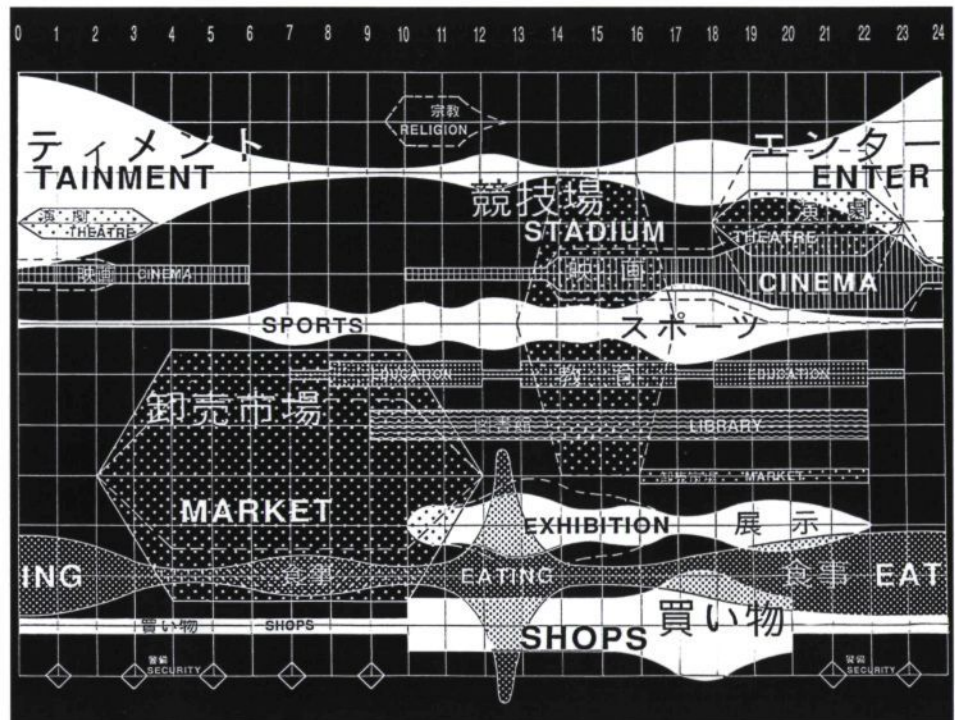 0 1 2 3 4 5 6 7 8 9 10 11 12 13 14 15 16 17 18 19 20 21 22 23 24
宗教
RELIGION
ティメント
TAINMENT
エンター
ENTER
競技場
STADIUM
演劇
THEATRE
演劇
THEATRE
映画 CINEMA
映画
CINEMA
SPORTS
スポーツ
EDUCATION
教育
EDUCATION
卸売市場
MARKET
図書館
LIBRARY
卸売市場 MARKET
EXHIBITION 展示
ING
食事
EATING
食事
EAT
買い物 SHOPS
SHOPS
買い物
警備
SECURITY
警備
SECURITY